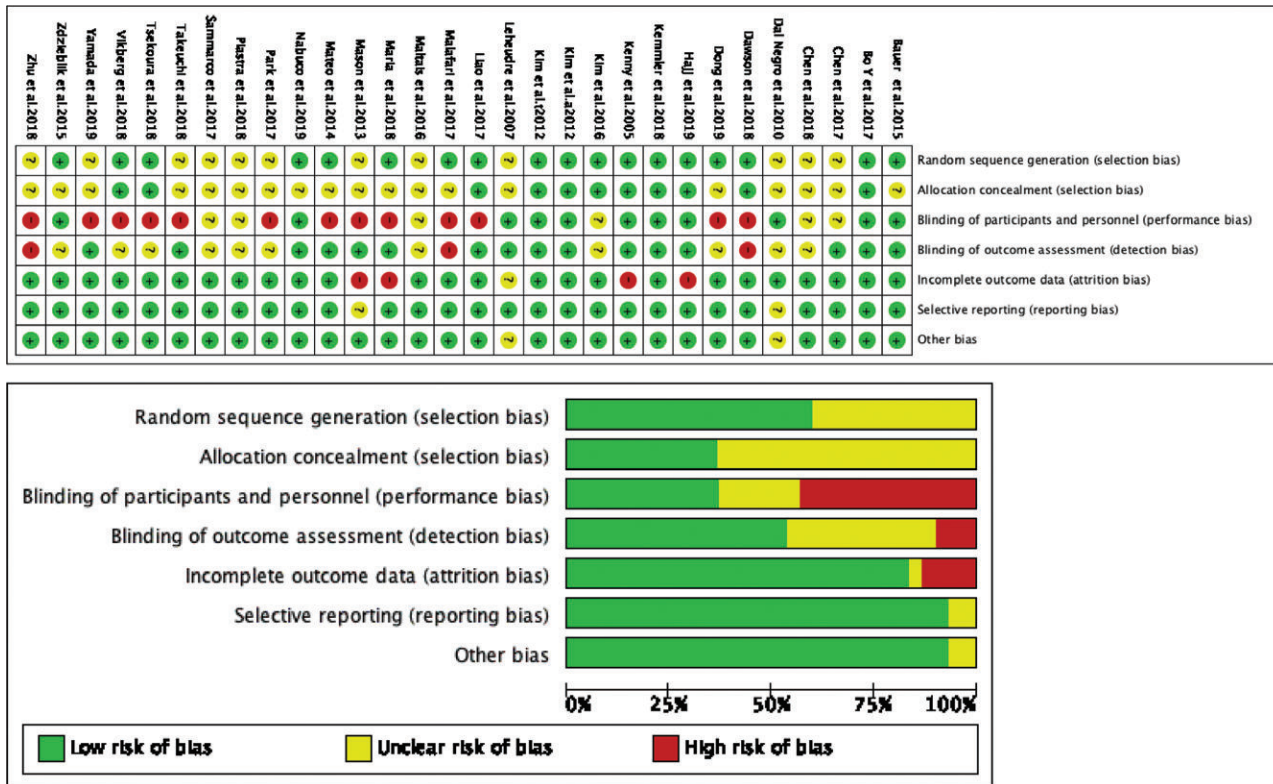 Zhu et al.2018
Zdzieblik et al.2015
Yamada et al.2019
Vikberg et al.2018
Tsekoura et al.2018
Takeuchi et al.2018
Sammarco et al.2017
Piastra et al.2018
Park et al.2017
Nabuco et al.2019
Mateo et al.2014
Mason et al.2013
Maria et al.2018
Maltais et al.2016
Malafarl et al.2017
Liao et al.2017
Leheudre et al.2007
Kim et al.t2012
Kim et al.a2012
Kim et al.2016
Kenny et al.2005
Kemmler et al.2018
Hajj et al.2019
Dong et al.2019
Dawson et al.2018
Dal Negro et al.2010
Chen et al.2018
Chen et al.2017
Bo Y et al.2017
Bauer et al.2015
Random sequence generation (selection bias)
Allocation concealment (selection bias)
Blinding of participants and personnel (performance bias)
Blinding of outcome assessment (detection bias)
Incomplete outcome data (attrition bias)
Selective reporting (reporting bias)
Other bias
Random sequence generation (selection bias)
Allocation concealment (selection bias)
Blinding of participants and personnel (performance bias)
Blinding of outcome assessment (detection bias)
Incomplete outcome data (attrition bias)
Selective reporting (reporting bias)
Other bias
0% 25% 50% 75% 100%
Low risk of bias Unclear risk of bias High risk of bias